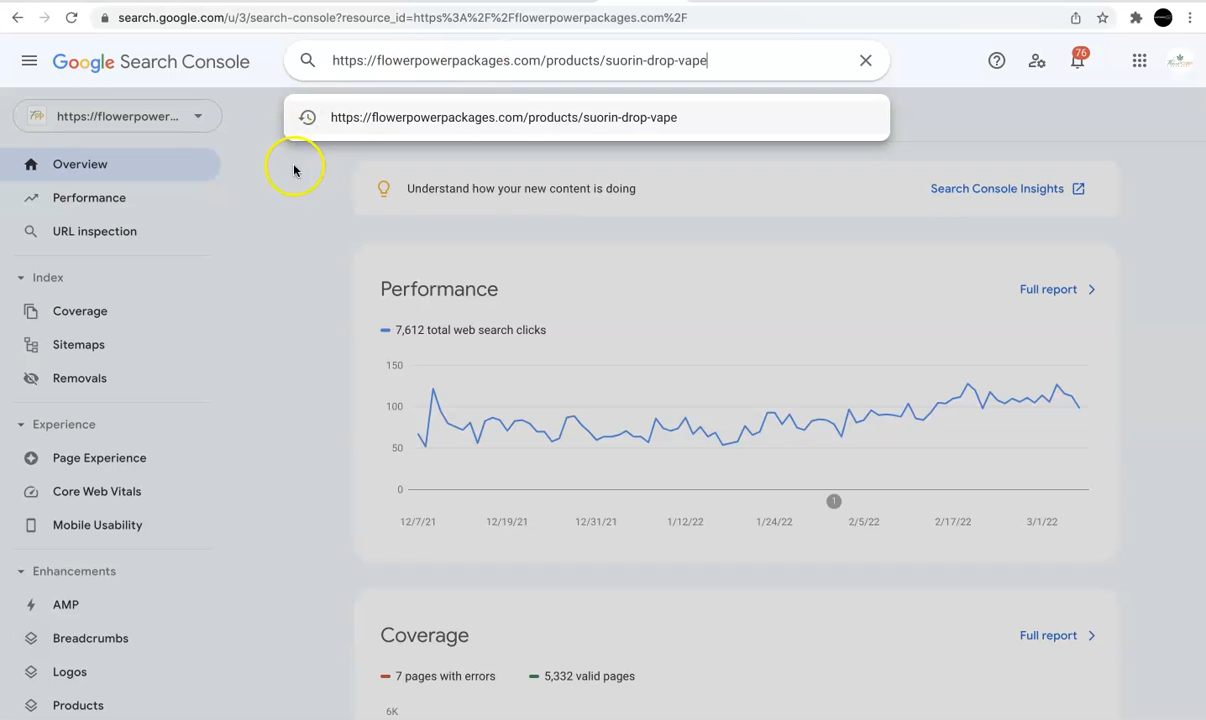 search.google.com/u/3/search-console?resource_id=https%3A%2F%2Fflowerpowerpackages.com%2F
Google Search Console
https://flowerpowerpackages.com/products/suorin-drop-vape
76
https://flowerpower...
https://flowerpowerpackages.com/products/suorin-drop-vape
Overview
Performance
URL inspection
Index
Coverage
Sitemaps
Removals
Experience
Page Experience
Core Web Vitals
Mobile Usability
Enhancements
AMP
Breadcrumbs
Logos
Products
Understand how your new content is doing
Search Console Insights
Performance
Full report
7,612 total web search clicks
150
100
50
0
1
12/7/21 12/19/21 12/31/21 1/12/22 1/24/22 2/5/22 2/17/22 3/1/22
Coverage
Full report
7 pages with errors 5,332 valid pages
6K